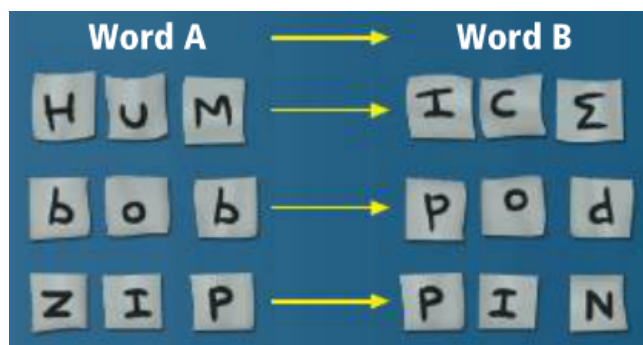 Word A Word B
H U M I C Σ
b o b p o d
Z I P P I N